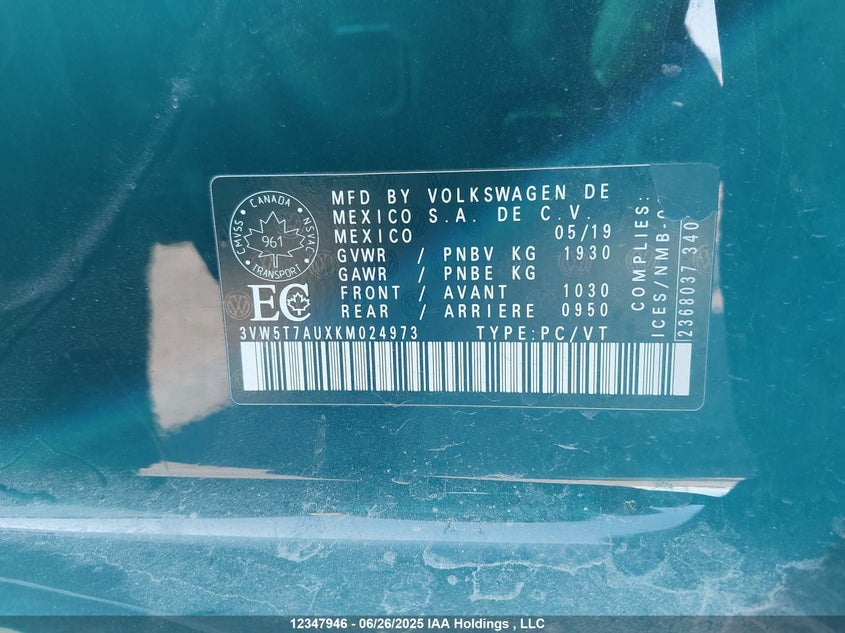 CANADA
CMVSS
NSVAC
961
TRANSPORT
EC
MFD BY VOLKSWAGEN DE
MEXICO S.A. DE C.V.
MEXICO 05/19
GVWR / PNBV KG 1930
GAWR / PNBE KG
FRONT / AVANT 1030
REAR / ARRIERE 0950
3VW5T7AUXKM024973 TYPE:PC/VT
COMPLIES:
ICES/NMB-
2368037 340
12347946 - 06/26/2025 IAA Holdings , LLC